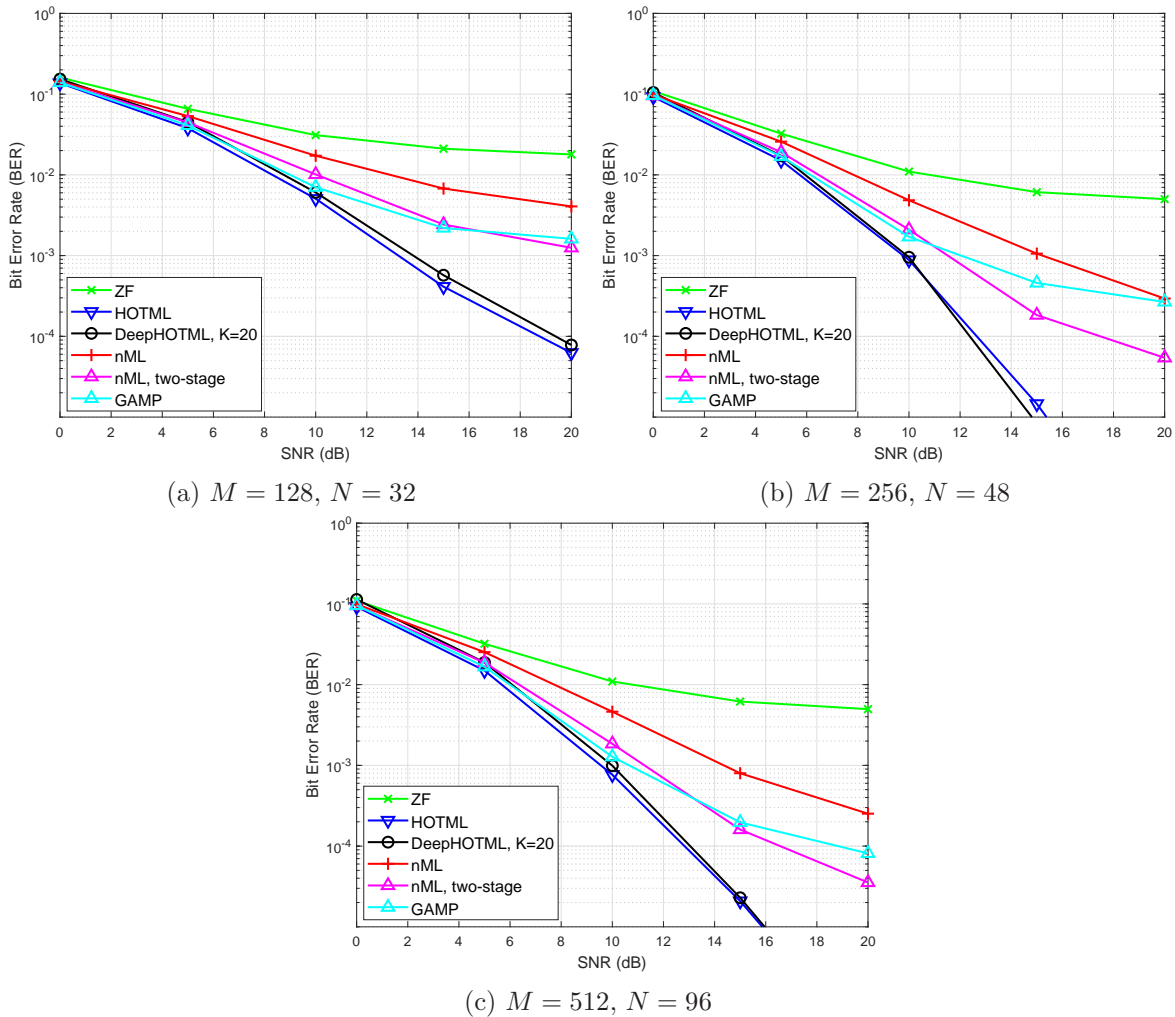 10^0
10^-1
10^-2
10^-3
10^-4
Bit Error Rate (BER)
ZF
HOTML
DeepHOTML, K=20
nML
nML, two-stage
GAMP
0 2 4 6 8 10 12 14 16 18 20
SNR (dB)
(a) M = 128, N = 32
10^0
10^-1
10^-2
10^-3
10^-4
Bit Error Rate (BER)
ZF
HOTML
DeepHOTML, K=20
nML
nML, two-stage
GAMP
0 2 4 6 8 10 12 14 16 18 20
SNR (dB)
(b) M = 256, N = 48
10^0
10^-1
10^-2
10^-3
10^-4
Bit Error Rate (BER)
ZF
HOTML
DeepHOTML, K=20
nML
nML, two-stage
GAMP
0 2 4 6 8 10 12 14 16 18 20
SNR (dB)
(c) M = 512, N = 96